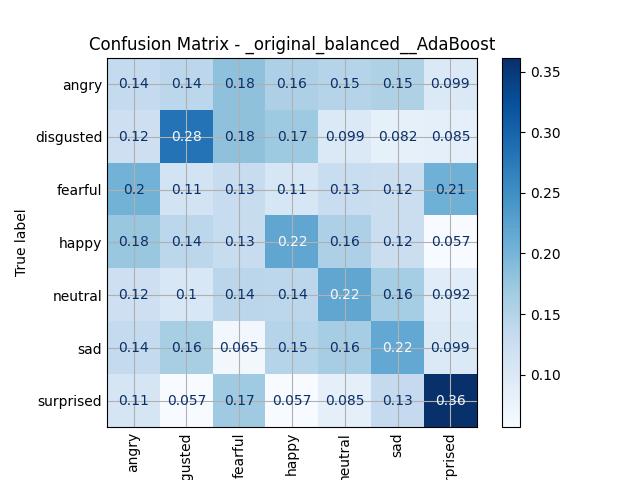 Confusion Matrix - _original_balanced__AdaBoost
angry 0.14 0.14 0.18 0.16 0.15 0.15 0.099
disgusted 0.12 0.28 0.18 0.17 0.099 0.082 0.085
fearful 0.2 0.11 0.13 0.11 0.13 0.12 0.21
happy 0.18 0.14 0.13 0.22 0.16 0.12 0.057
neutral 0.12 0.1 0.14 0.14 0.22 0.16 0.092
sad 0.14 0.16 0.065 0.15 0.16 0.22 0.099
surprised 0.11 0.057 0.17 0.057 0.085 0.13 0.36
True label
angry gusted fearful happy neutral sad prised
0.35
0.30
0.25
0.20
0.15
0.10